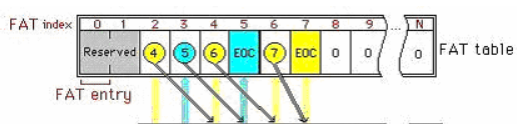 FAT index 0 1 2 3 4 5 6 7 8 9 ... N
Reserved 4 5 6 EOC 7 EOC 0 0 0 FAT table
FAT entry